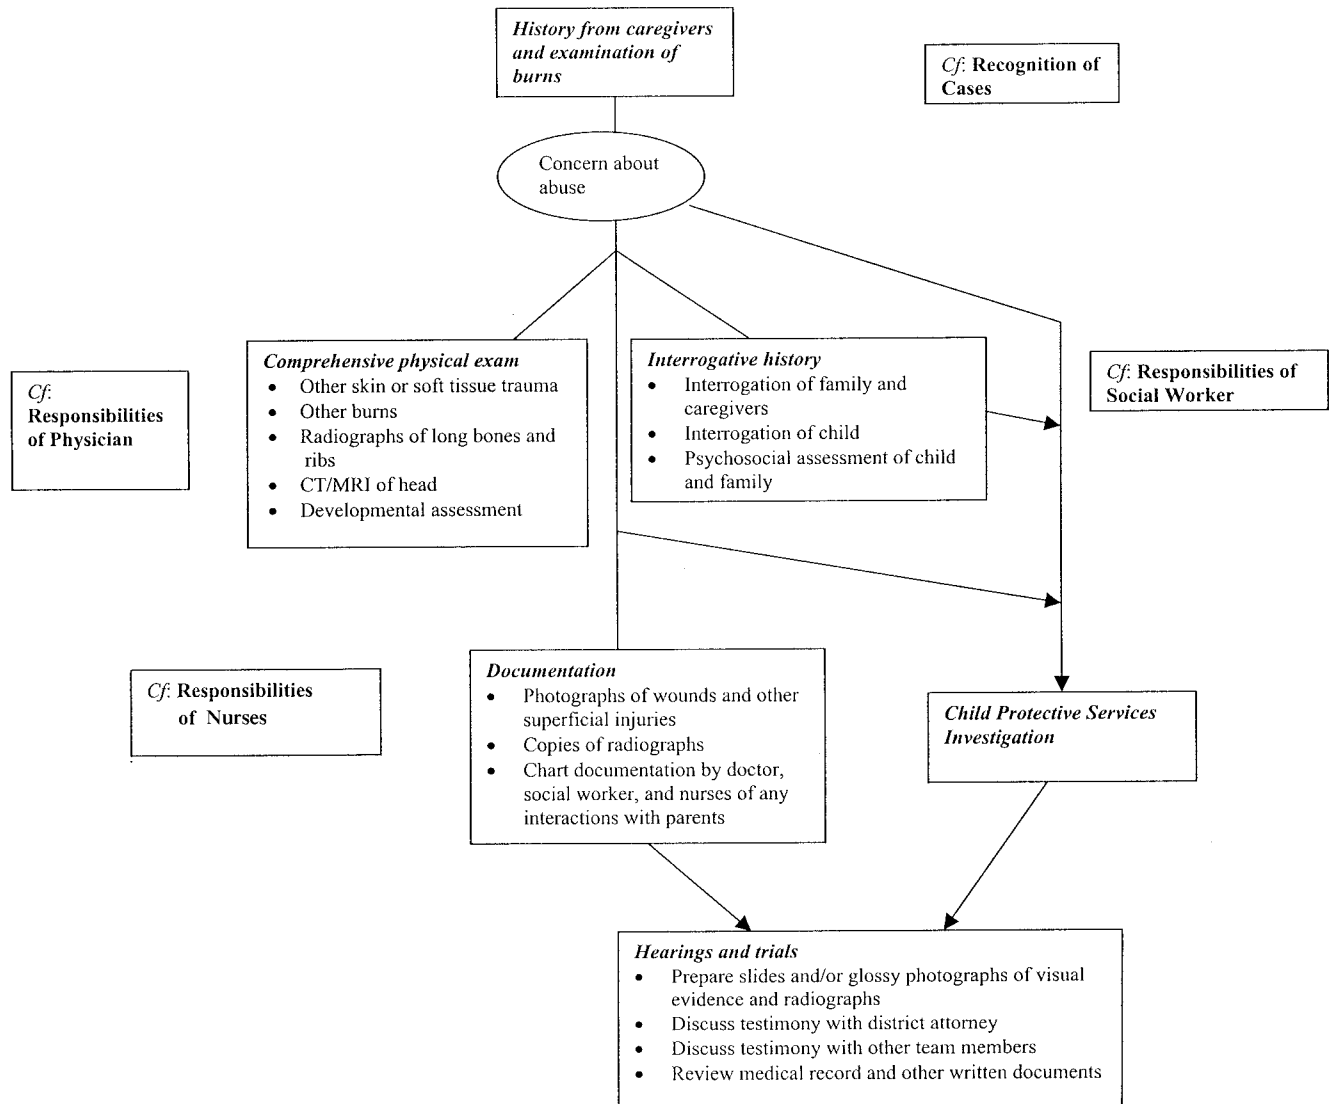 History from caregivers
and examination of
burns
Cf: Recognition of
Cases
Concern about
abuse
Comprehensive physical exam
• Other skin or soft tissue trauma
• Other burns
• Radiographs of long bones and
ribs
• CT/MRI of head
• Developmental assessment
Interrogative history
• Interrogation of family and
caregivers
• Interrogation of child
• Psychosocial assessment of child
and family
Cf:
Responsibilities
of Physician
Cf: Responsibilities of
Social Worker
Cf: Responsibilities
of Nurses
Documentation
• Photographs of wounds and other
superficial injuries
• Copies of radiographs
• Chart documentation by doctor,
social worker, and nurses of any
interactions with parents
Child Protective Services
Investigation
Hearings and trials
• Prepare slides and/or glossy photographs of visual
evidence and radiographs
• Discuss testimony with district attorney
• Discuss testimony with other team members
• Review medical record and other written documents